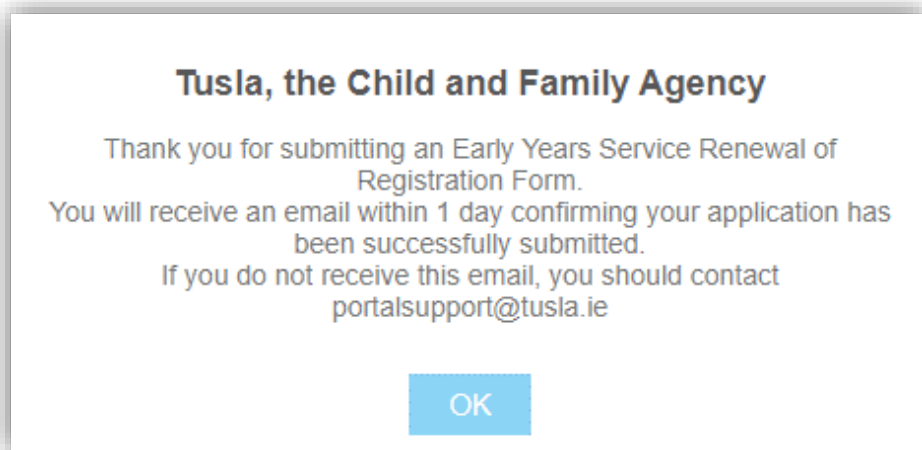 Tusla, the Child and Family Agency
Thank you for submitting an Early Years Service Renewal of
Registration Form.
You will receive an email within 1 day confirming your application has
been successfully submitted.
If you do not receive this email, you should contact
portalsupport@tusla.ie
OK